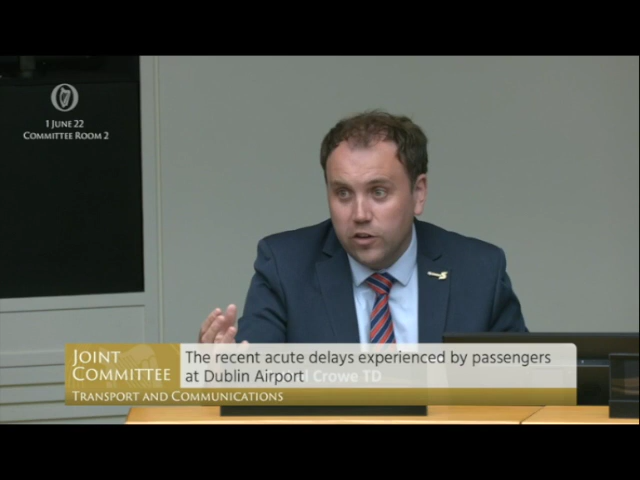 1 June 22
Committee Room 2
Joint
Committee
The recent acute delays experienced by passengers
at Dublin Airport
Crowe TD
Transport and Communications